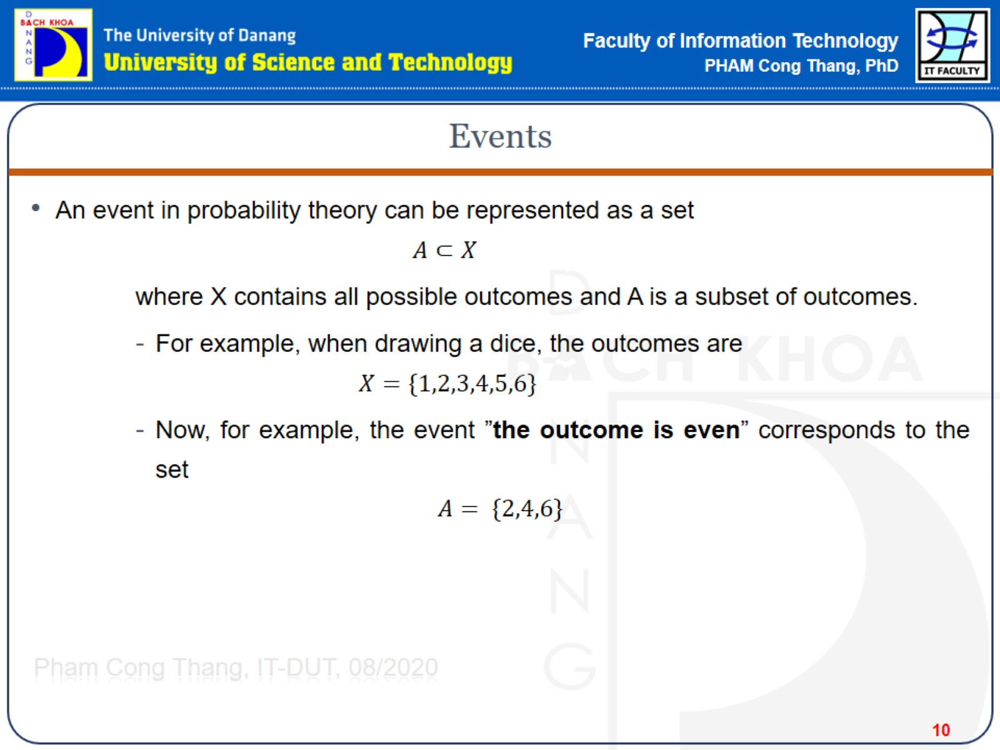 D
BACH KHOA
N
A
N
G
The University of Danang
University of Science and Technology
Faculty of Information Technology
PHAM Cong Thang, PhD
IT FACULTY
Events
• An event in probability theory can be represented as a set
A ⊂ X
where X contains all possible outcomes and A is a subset of outcomes.
- For example, when drawing a dice, the outcomes are
X = {1,2,3,4,5,6}
- Now, for example, the event ”the outcome is even” corresponds to the
set
A = {2,4,6}
D
BACH KHOA
N
A
N
G
Pham Cong Thang, IT-DUT, 08/2020
10